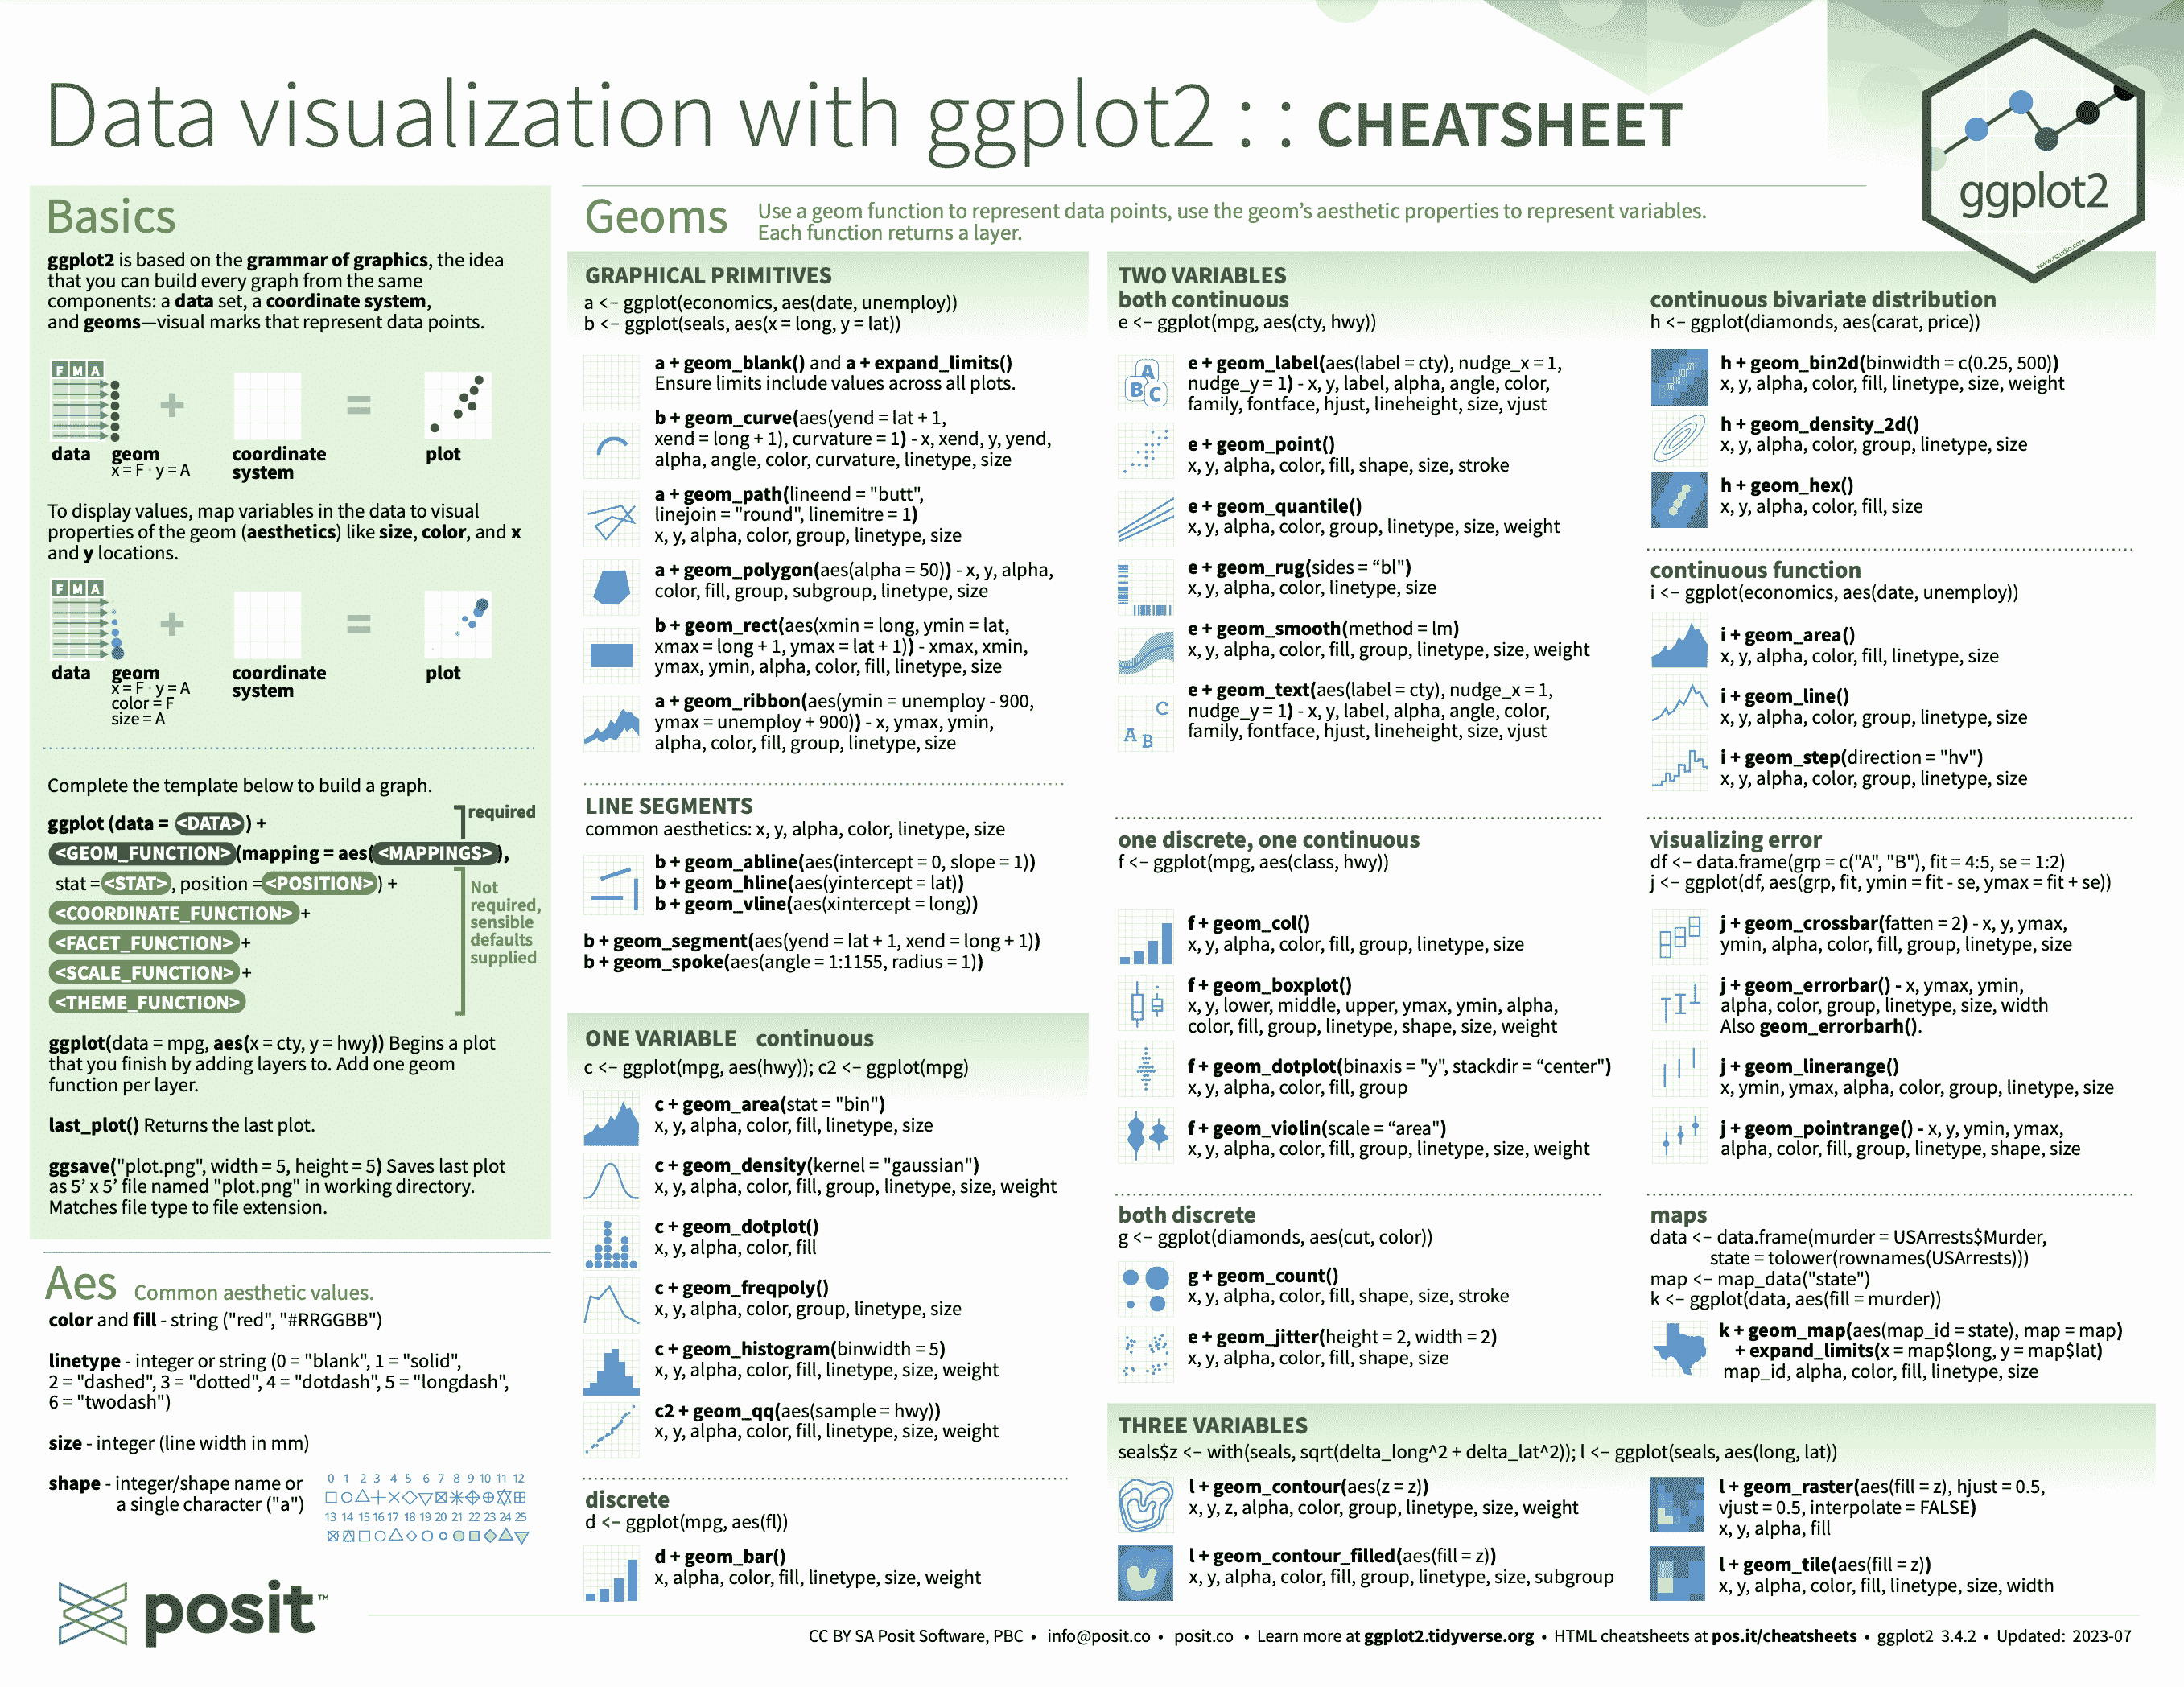 Data visualization with ggplot2 : : CHEATSHEET
ggplot2
www.rstudio.com
Basics
ggplot2 is based on the grammar of graphics, the idea
that you can build every graph from the same
components: a data set, a coordinate system,
and geoms—visual marks that represent data points.
F M A
+
=
data
geom
x = F · y = A
coordinate
system
plot
To display values, map variables in the data to visual
properties of the geom (aesthetics) like size, color, and x
and y locations.
F M A
+
=
data
geom
x = F · y = A
color = F
size = A
coordinate
system
plot
Complete the template below to build a graph.
required
ggplot (data = <DATA>) +
<GEOM_FUNCTION>(mapping = aes(<MAPPINGS>),
stat = <STAT>, position = <POSITION>) +
<COORDINATE_FUNCTION> +
<FACET_FUNCTION> +
<SCALE_FUNCTION> +
<THEME_FUNCTION>
Not
required,
sensible
defaults
supplied
ggplot(data = mpg, aes(x = cty, y = hwy)) Begins a plot
that you finish by adding layers to. Add one geom
function per layer.
last_plot() Returns the last plot.
ggsave("plot.png", width = 5, height = 5) Saves last plot
as 5’ x 5’ file named "plot.png" in working directory.
Matches file type to file extension.
Aes Common aesthetic values.
color and fill - string ("red", "#RRGGBB")
linetype - integer or string (0 = "blank", 1 = "solid",
2 = "dashed", 3 = "dotted", 4 = "dotdash", 5 = "longdash",
6 = "twodash")
size - integer (line width in mm)
shape - integer/shape name or
a single character ("a")
0 1 2 3 4 5 6 7 8 9 10 11 12
13 14 15 16 17 18 19 20 21 22 23 24 25
posit™
Geoms
Use a geom function to represent data points, use the geom’s aesthetic properties to represent variables.
Each function returns a layer.
GRAPHICAL PRIMITIVES
a <- ggplot(economics, aes(date, unemploy))
b <- ggplot(seals, aes(x = long, y = lat))
a + geom_blank() and a + expand_limits()
Ensure limits include values across all plots.
b + geom_curve(aes(yend = lat + 1,
xend = long + 1), curvature = 1) - x, xend, y, yend,
alpha, angle, color, curvature, linetype, size
a + geom_path(lineend = "butt",
linejoin = "round", linemitre = 1)
x, y, alpha, color, group, linetype, size
a + geom_polygon(aes(alpha = 50)) - x, y, alpha,
color, fill, group, subgroup, linetype, size
b + geom_rect(aes(xmin = long, ymin = lat,
xmax = long + 1, ymax = lat + 1)) - xmax, xmin,
ymax, ymin, alpha, color, fill, linetype, size
a + geom_ribbon(aes(ymin = unemploy - 900,
ymax = unemploy + 900)) - x, ymax, ymin,
alpha, color, fill, group, linetype, size
LINE SEGMENTS
common aesthetics: x, y, alpha, color, linetype, size
b + geom_abline(aes(intercept = 0, slope = 1))
b + geom_hline(aes(yintercept = lat))
b + geom_vline(aes(xintercept = long))
b + geom_segment(aes(yend = lat + 1, xend = long + 1))
b + geom_spoke(aes(angle = 1:1155, radius = 1))
ONE VARIABLE continuous
c <- ggplot(mpg, aes(hwy)); c2 <- ggplot(mpg)
c + geom_area(stat = "bin")
x, y, alpha, color, fill, linetype, size
c + geom_density(kernel = "gaussian")
x, y, alpha, color, fill, group, linetype, size, weight
c + geom_dotplot()
x, y, alpha, color, fill
c + geom_freqpoly()
x, y, alpha, color, group, linetype, size
c + geom_histogram(binwidth = 5)
x, y, alpha, color, fill, linetype, size, weight
c2 + geom_qq(aes(sample = hwy))
x, y, alpha, color, fill, linetype, size, weight
discrete
d <- ggplot(mpg, aes(fl))
d + geom_bar()
x, alpha, color, fill, linetype, size, weight
TWO VARIABLES
both continuous
e <- ggplot(mpg, aes(cty, hwy))
A
B C
e + geom_label(aes(label = cty), nudge_x = 1,
nudge_y = 1) - x, y, label, alpha, angle, color,
family, fontface, hjust, lineheight, size, vjust
e + geom_point()
x, y, alpha, color, fill, shape, size, stroke
e + geom_quantile()
x, y, alpha, color, group, linetype, size, weight
e + geom_rug(sides = “bl")
x, y, alpha, color, linetype, size
e + geom_smooth(method = lm)
x, y, alpha, color, fill, group, linetype, size, weight
C
A B
e + geom_text(aes(label = cty), nudge_x = 1,
nudge_y = 1) - x, y, label, alpha, angle, color,
family, fontface, hjust, lineheight, size, vjust
one discrete, one continuous
f <- ggplot(mpg, aes(class, hwy))
f + geom_col()
x, y, alpha, color, fill, group, linetype, size
f + geom_boxplot()
x, y, lower, middle, upper, ymax, ymin, alpha,
color, fill, group, linetype, shape, size, weight
f + geom_dotplot(binaxis = "y", stackdir = “center")
x, y, alpha, color, fill, group
f + geom_violin(scale = “area")
x, y, alpha, color, fill, group, linetype, size, weight
both discrete
g <- ggplot(diamonds, aes(cut, color))
g + geom_count()
x, y, alpha, color, fill, shape, size, stroke
e + geom_jitter(height = 2, width = 2)
x, y, alpha, color, fill, shape, size
continuous bivariate distribution
h <- ggplot(diamonds, aes(carat, price))
h + geom_bin2d(binwidth = c(0.25, 500))
x, y, alpha, color, fill, linetype, size, weight
h + geom_density_2d()
x, y, alpha, color, group, linetype, size
h + geom_hex()
x, y, alpha, color, fill, size
continuous function
i <- ggplot(economics, aes(date, unemploy))
i + geom_area()
x, y, alpha, color, fill, linetype, size
i + geom_line()
x, y, alpha, color, group, linetype, size
i + geom_step(direction = "hv")
x, y, alpha, color, group, linetype, size
visualizing error
df <- data.frame(grp = c("A", "B"), fit = 4:5, se = 1:2)
j <- ggplot(df, aes(grp, fit, ymin = fit - se, ymax = fit + se))
j + geom_crossbar(fatten = 2) - x, y, ymax,
ymin, alpha, color, fill, group, linetype, size
j + geom_errorbar() - x, ymax, ymin,
alpha, color, group, linetype, size, width
Also geom_errorbarh().
j + geom_linerange()
x, ymin, ymax, alpha, color, group, linetype, size
j + geom_pointrange() - x, y, ymin, ymax,
alpha, color, fill, group, linetype, shape, size
maps
data <- data.frame(murder = USArrests$Murder,
state = tolower(rownames(USArrests)))
map <- map_data("state")
k <- ggplot(data, aes(fill = murder))
k + geom_map(aes(map_id = state), map = map)
+ expand_limits(x = map$long, y = map$lat)
map_id, alpha, color, fill, linetype, size
THREE VARIABLES
seals$z <- with(seals, sqrt(delta_long^2 + delta_lat^2)); l <- ggplot(seals, aes(long, lat))
l + geom_contour(aes(z = z))
x, y, z, alpha, color, group, linetype, size, weight
l + geom_contour_filled(aes(fill = z))
x, y, alpha, color, fill, group, linetype, size, subgroup
l + geom_raster(aes(fill = z), hjust = 0.5,
vjust = 0.5, interpolate = FALSE)
x, y, alpha, fill
l + geom_tile(aes(fill = z))
x, y, alpha, color, fill, linetype, size, width
CC BY SA Posit Software, PBC • info@posit.co • posit.co • Learn more at ggplot2.tidyverse.org • HTML cheatsheets at pos.it/cheatsheets • ggplot2 3.4.2 • Updated: 2023-07